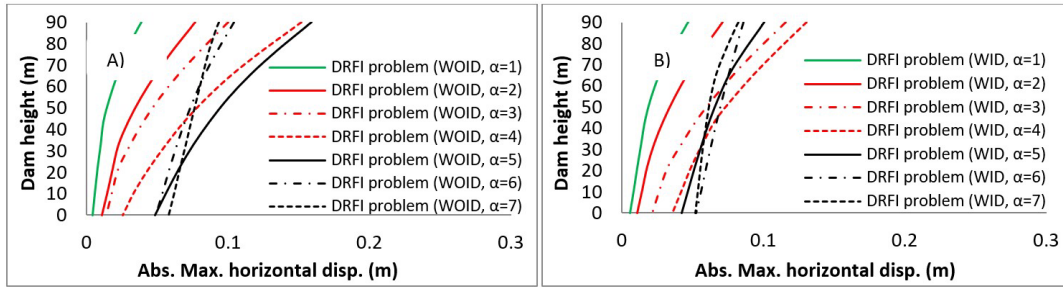 90
80
70
60
50
40
30
20
10
0
Dam height (m)
A)
DRFI problem (WOID, α=1)
DRFI problem (WOID, α=2)
DRFI problem (WOID, α=3)
DRFI problem (WOID, α=4)
DRFI problem (WOID, α=5)
DRFI problem (WOID, α=6)
DRFI problem (WOID, α=7)
0 0.1 0.2 0.3
Abs. Max. horizontal disp. (m)
90
80
70
60
50
40
30
20
10
0
Dam height (m)
B)
DRFI problem (WID, α=1)
DRFI problem (WID, α=2)
DRFI problem (WID, α=3)
DRFI problem (WID, α=4)
DRFI problem (WID, α=5)
DRFI problem (WID, α=6)
DRFI problem (WID, α=7)
0 0.1 0.2 0.3
Abs. Max. horizontal disp. (m)